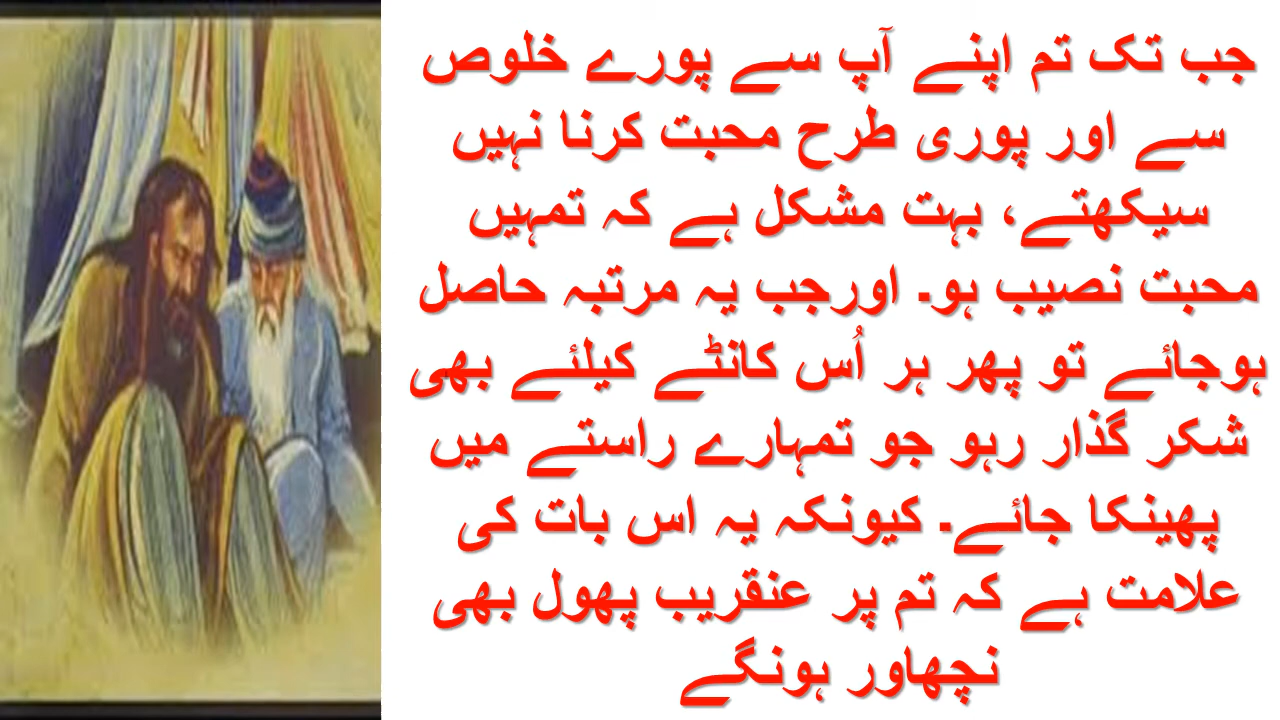 جب تک تم اپنے آپ سے پورے خلوص
سے اور پوری طرح محبت کرنا نہیں
سیکھتے، بہت مشکل ہے کہ تمہیں
محبت نصیب ہو۔ اورجب یہ مرتبہ حاصل
ہوجائے تو پھر ہر اُس کانٹے کیلئے بھی
شکر گذار رہو جو تمہارے راستے میں
پھینکا جائے۔ کیونکہ یہ اس بات کی
علامت ہے کہ تم پر عنقریب پھول بھی
نچھاور ہونگے